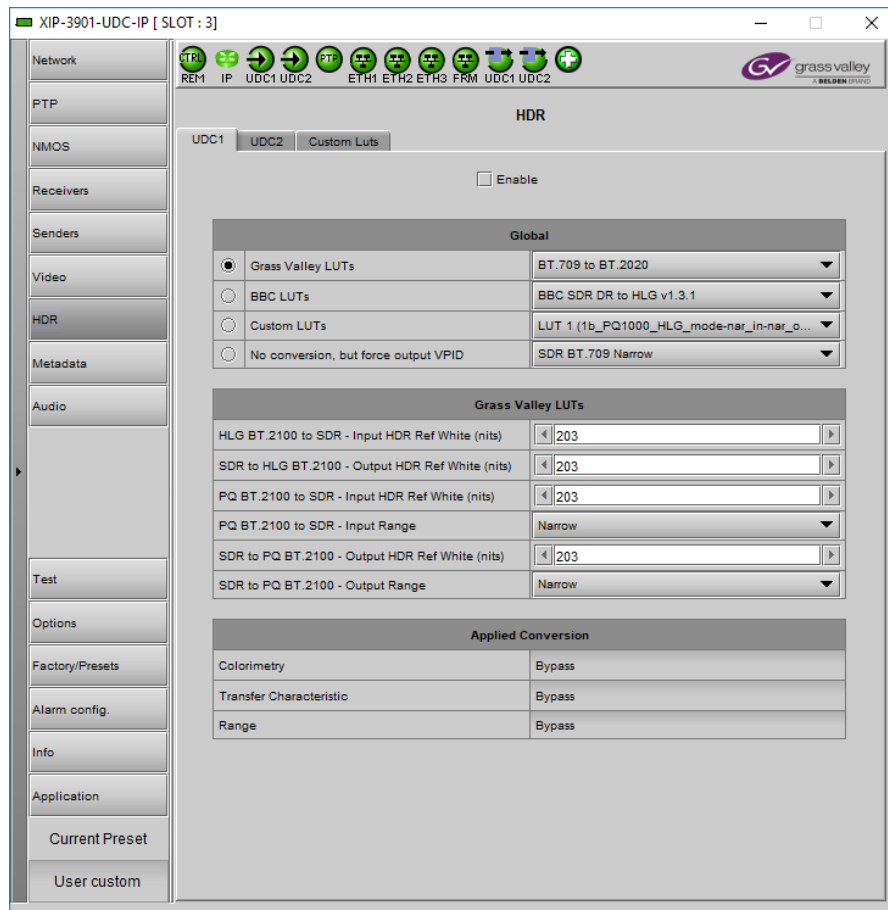 XIP-3901-UDC-IP [ SLOT : 3]
Network
PTP
NMOS
Receivers
Senders
Video
HDR
Metadata
Audio
Test
Options
Factory/Presets
Alarm config.
Info
Application
Current Preset
User custom
CTRL PTP
REM IP UDC1 UDC2 ETH1 ETH2 ETH3 FRM UDC1 UDC2
GV grass valley
A BELDEN BRAND
HDR
UDC1 UDC2 Custom Luts
Enable
Global
Grass Valley LUTs BT.709 to BT.2020
BBC LUTs BBC SDR DR to HLG v1.3.1
Custom LUTs LUT 1 (1b_PQ1000_HLG_mode-nar_in-nar_o...
No conversion, but force output VPID SDR BT.709 Narrow
Grass Valley LUTs
HLG BT.2100 to SDR - Input HDR Ref White (nits) 203
SDR to HLG BT.2100 - Output HDR Ref White (nits) 203
PQ BT.2100 to SDR - Input HDR Ref White (nits) 203
PQ BT.2100 to SDR - Input Range Narrow
SDR to PQ BT.2100 - Output HDR Ref White (nits) 203
SDR to PQ BT.2100 - Output Range Narrow
Applied Conversion
Colorimetry Bypass
Transfer Characteristic Bypass
Range Bypass